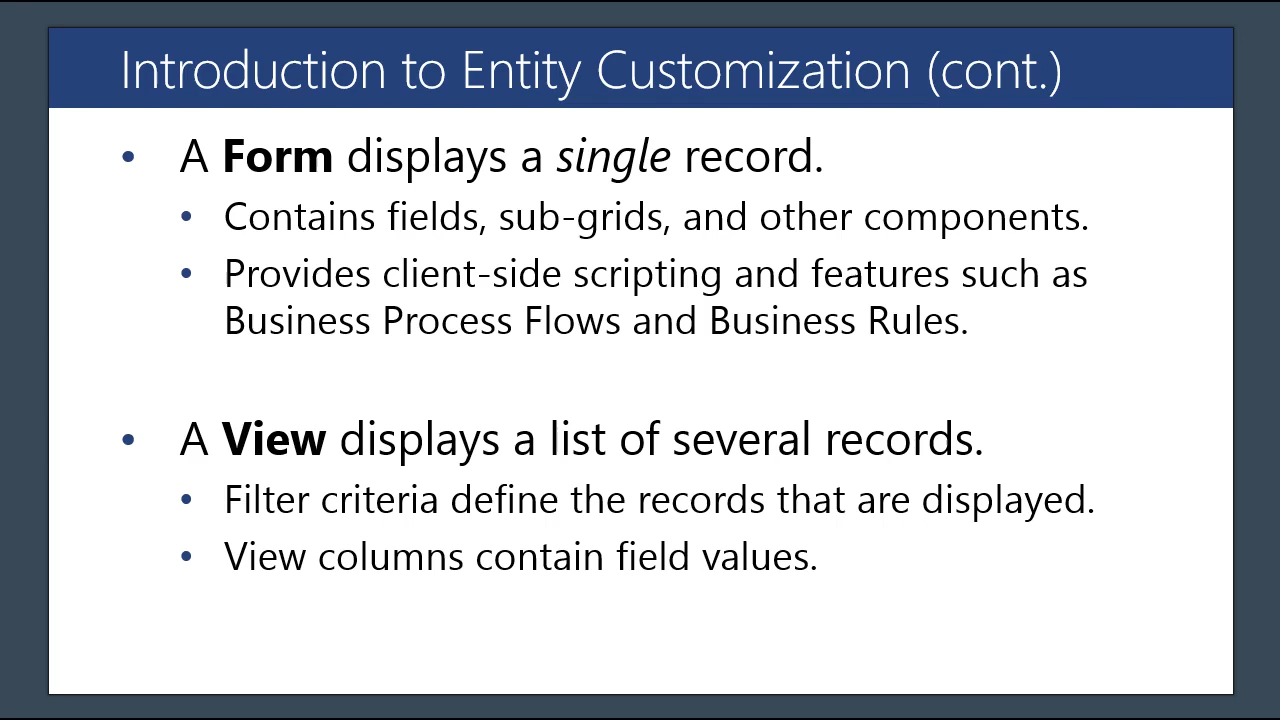 Introduction to Entity Customization (cont.)
• A Form displays a single record.
• Contains fields, sub-grids, and other components.
• Provides client-side scripting and features such as
Business Process Flows and Business Rules.
• A View displays a list of several records.
• Filter criteria define the records that are displayed.
• View columns contain field values.